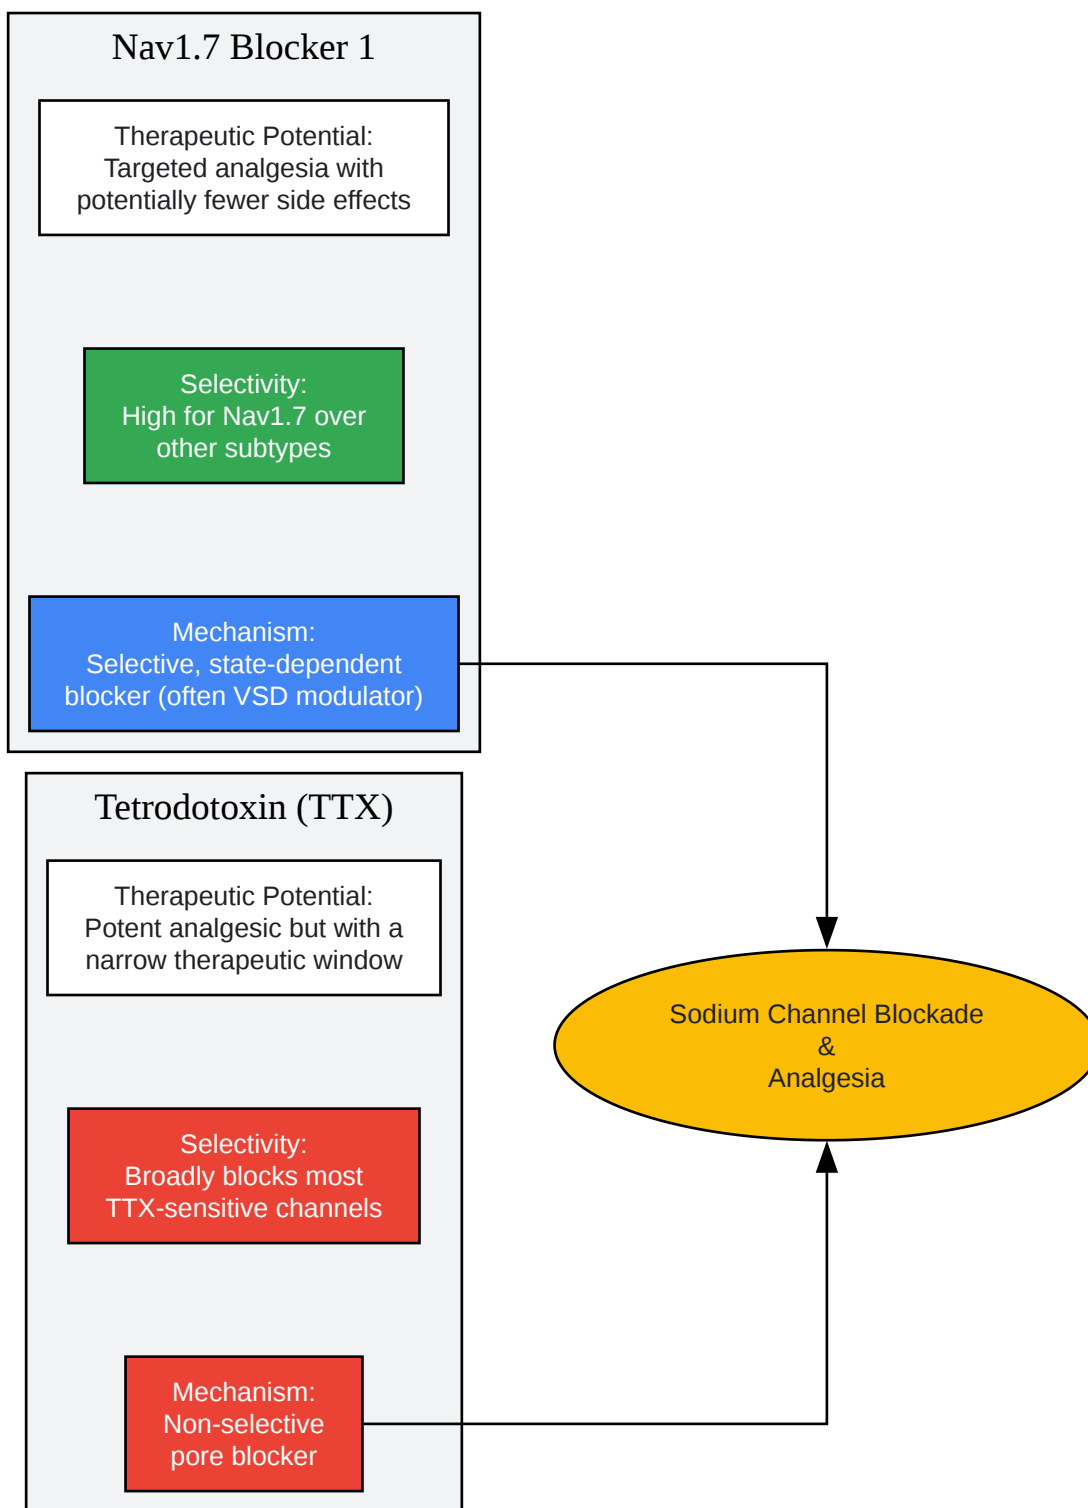 Nav1.7 Blocker 1
Therapeutic Potential:
Targeted analgesia with
potentially fewer side effects
Selectivity:
High for Nav1.7 over
other subtypes
Mechanism:
Selective, state-dependent
blocker (often VSD modulator)
Tetrodotoxin (TTX)
Therapeutic Potential:
Potent analgesic but with a
narrow therapeutic window
Selectivity:
Broadly blocks most
TTX-sensitive channels
Mechanism:
Non-selective
pore blocker
Sodium Channel Blockade
&
Analgesia